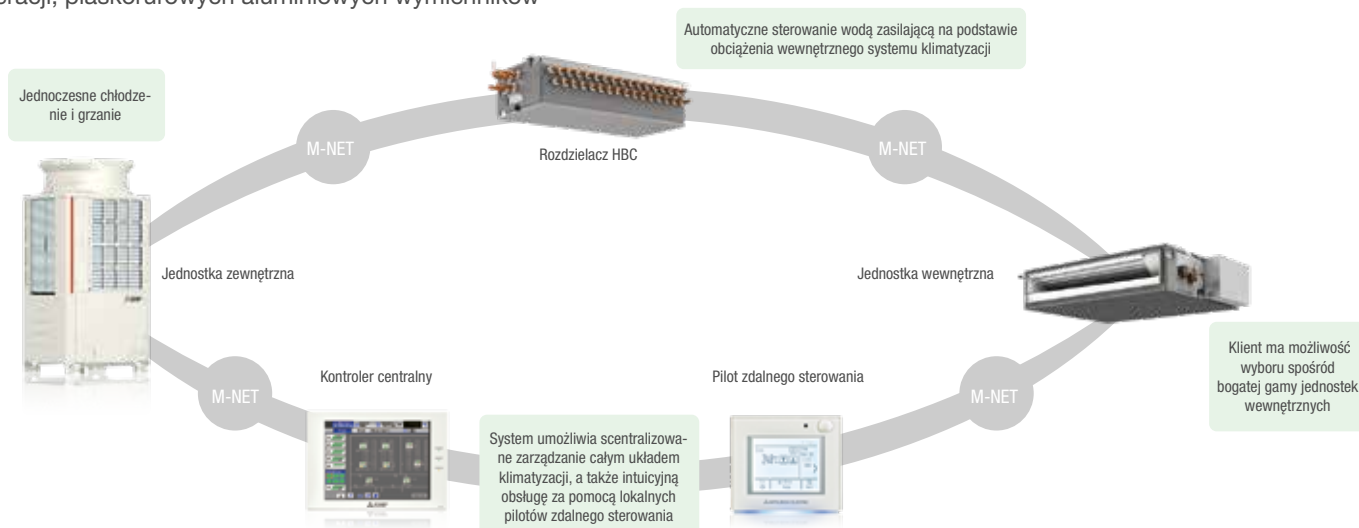 płaskorurowych aluminiowych wymienników
Automatyczne sterowanie wodą zasilającą na podstawie
obciążenia wewnętrznego systemu klimatyzacji
Jednoczesne chłodze-
nie i grzanie
M-NET
M-NET
Rozdzielacz HBC
Jednostka zewnętrzna
Jednostka wewnętrzna
Klient ma możliwość
wyboru spośród
bogatej gamy jednostek
wewnętrznych
M-NET
Kontroler centralny
Pilot zdalnego sterowania
M-NET
System umożliwia scentralizowa-
ne zarządzanie całym układem
klimatyzacji, a także intuicyjną
obsługę za pomocą lokalnych
pilotów zdalnego sterowania